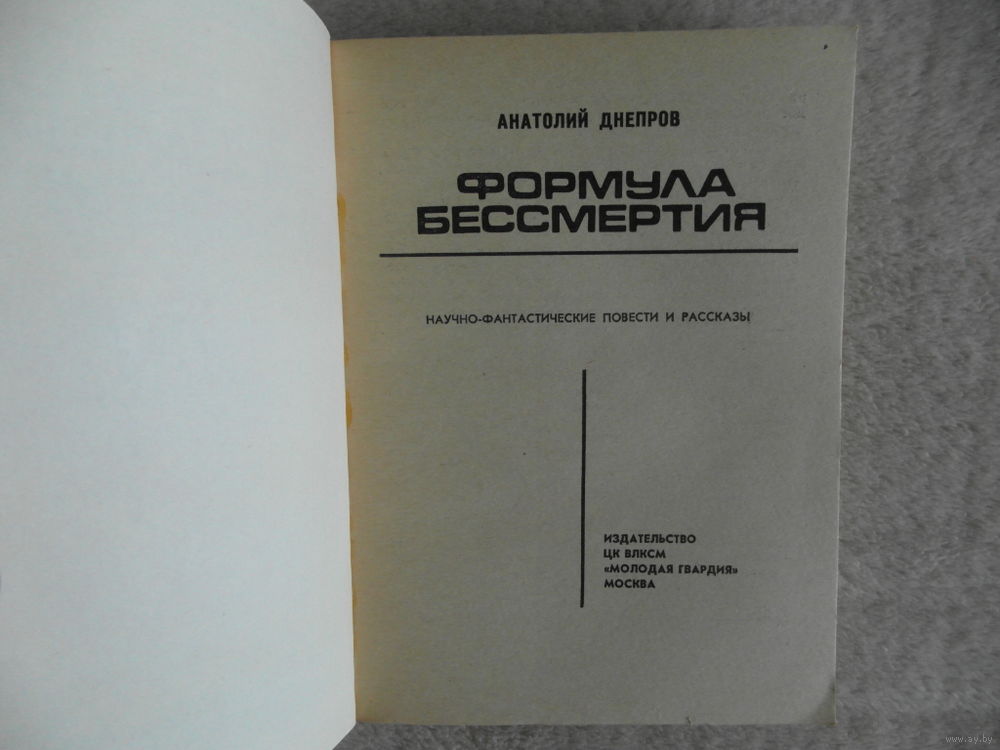 АНАТОЛИЙ ДНЕПРОВ
ФОРМУЛА
БЕССМЕРТИЯ
НАУЧНО-ФАНТАСТИЧЕСКИЕ ПОВЕСТИ И РАССКАЗЫ
ИЗДАТЕЛЬСТВО
ЦК ВЛКСМ
«МОЛОДАЯ ГВАРДИЯ»
МОСКВА
www.ay.by